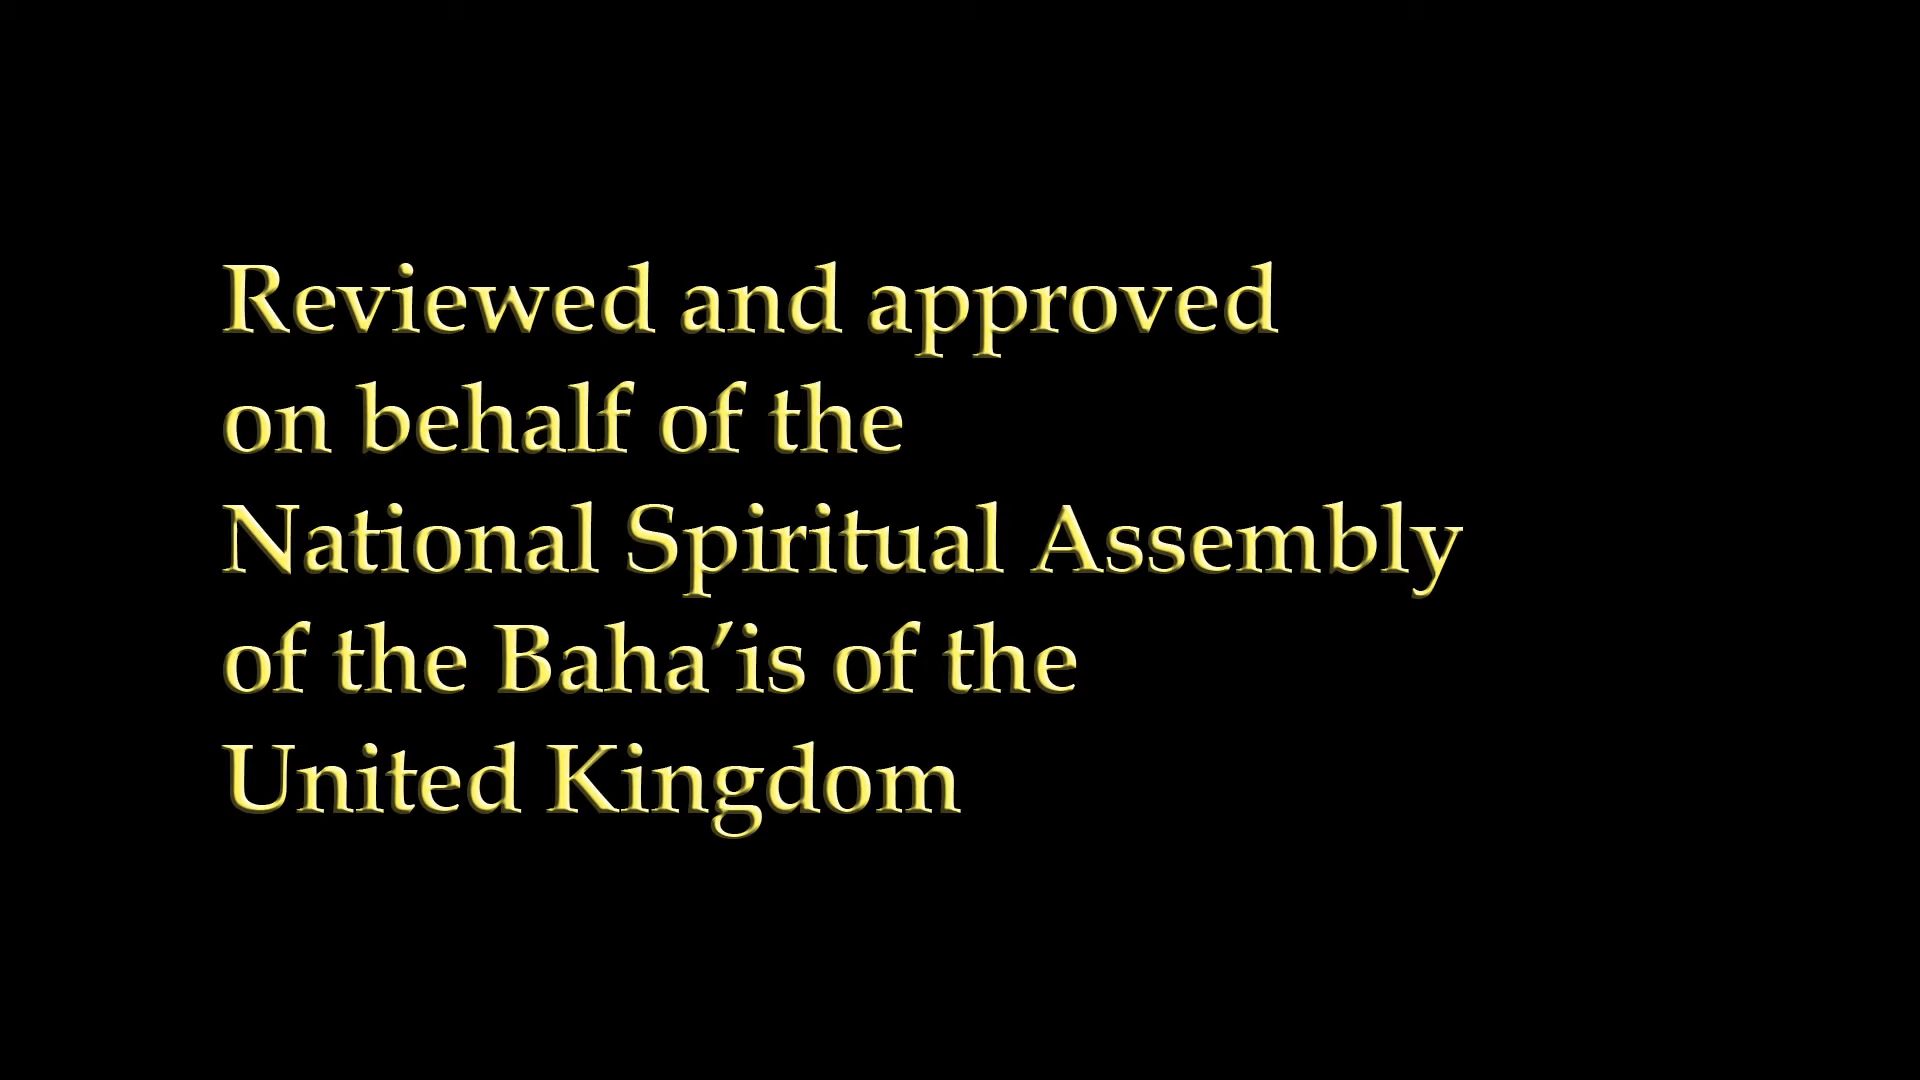 Reviewed and approved
on behalf of the
National Spiritual Assembly
of the Baha’is of the
United Kingdom